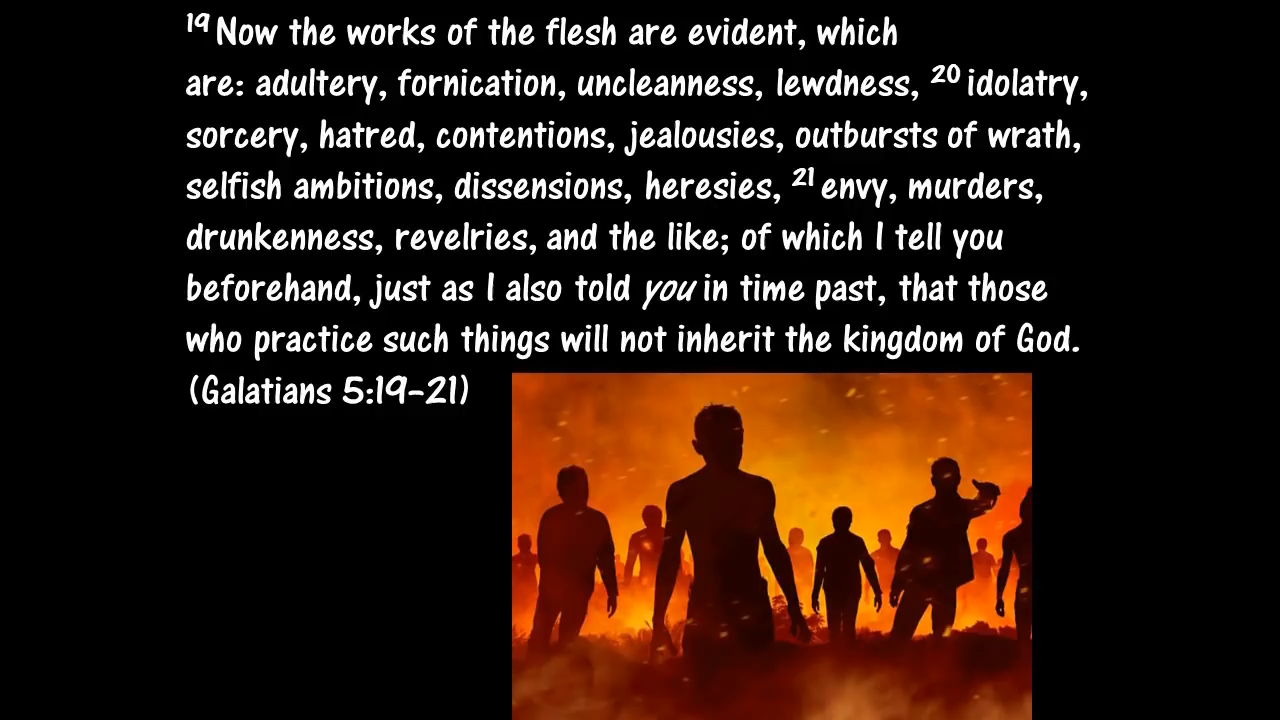 19 Now the works of the flesh are evident, which
are: adultery, fornication, uncleanness, lewdness, 20 idolatry,
sorcery, hatred, contentions, jealousies, outbursts of wrath,
selfish ambitions, dissensions, heresies, 21 envy, murders,
drunkenness, revelries, and the like; of which I tell you
beforehand, just as I also told you in time past, that those
who practice such things will not inherit the kingdom of God.
(Galatians 5:19-21)